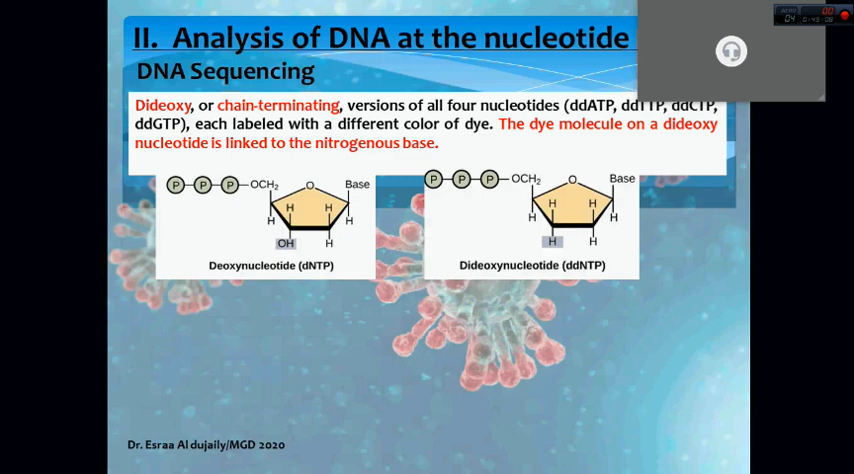 II. Analysis of DNA at the nucleotide
DNA Sequencing
Dideoxy, or chain-terminating, versions of all four nucleotides (ddATP, ddTTP, ddCTP,
ddGTP), each labeled with a different color of dye. The dye molecule on a dideoxy
nucleotide is linked to the nitrogenous base.
P P P OCH2 O Base
H H H H
OH H
Deoxynucleotide (dNTP)
P P P OCH2 O Base
H H H H
H H
Dideoxynucleotide (ddNTP)
Dr. Esraa Al dujaily/MGD 2020